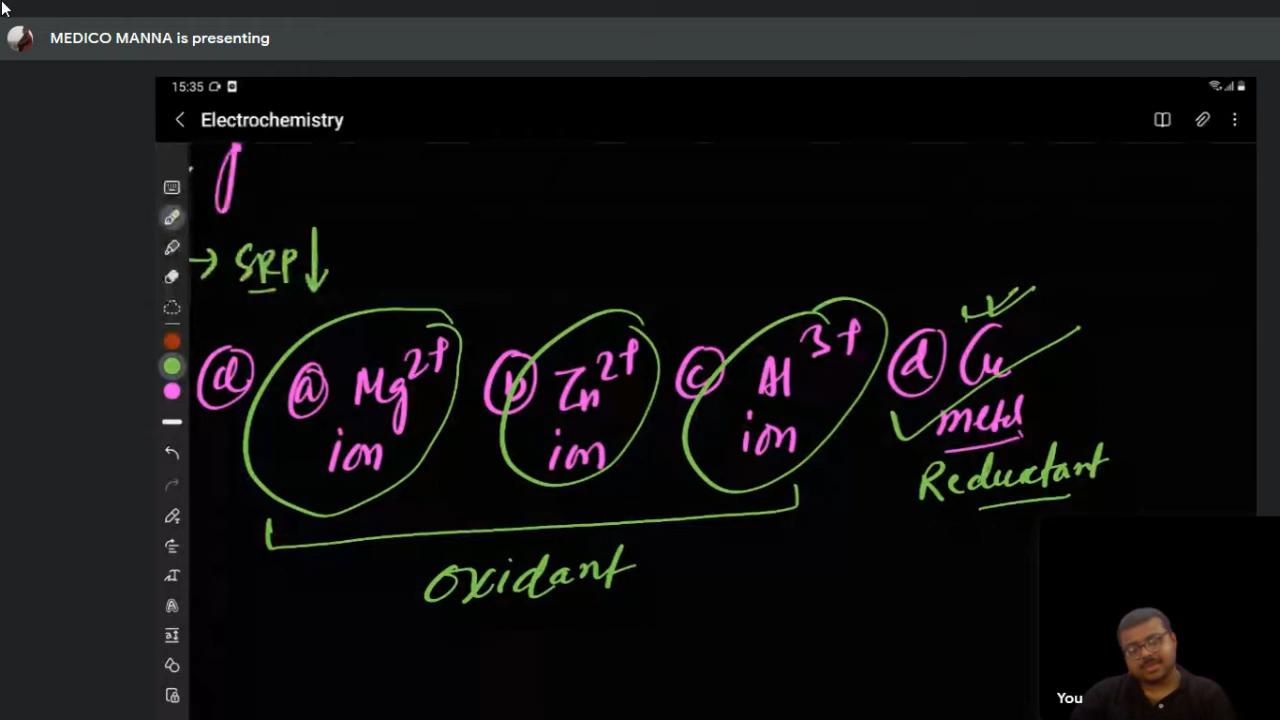 MEDICO MANNA is presenting
15:35
Electrochemistry
→ SRP ↓
ⓓ ⓐ Mg²⁺ ion ⓑ Zn²⁺ ion ⓒ Al³⁺ ion ⓓ Cu metal
Reductant
Oxidant
You